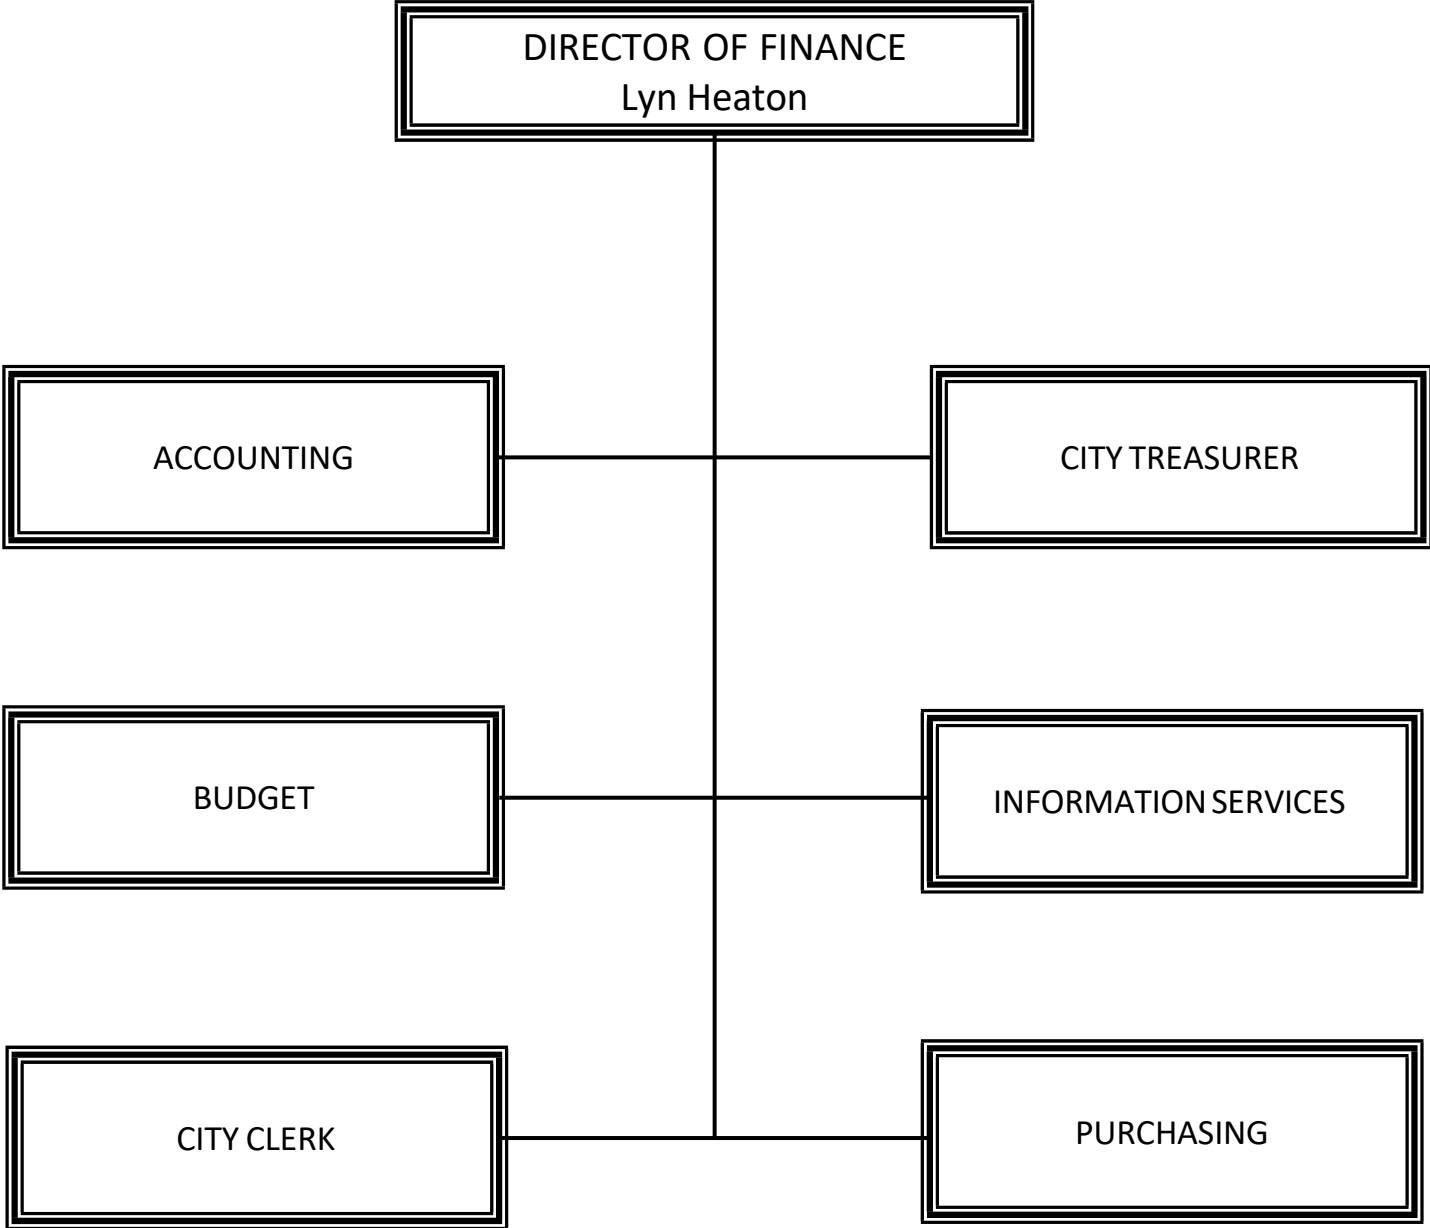 DIRECTOR OF FINANCE
Lyn Heaton
ACCOUNTING
CITY TREASURER
BUDGET
INFORMATION SERVICES
CITY CLERK
PURCHASING